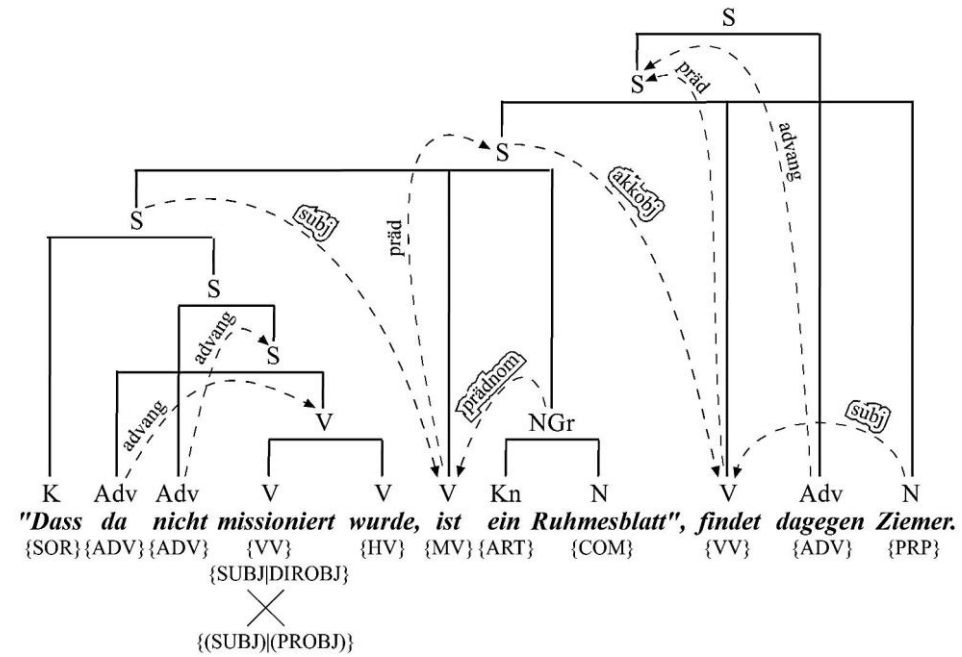 S
S
präd
S
advang
akkobj
S
subj
präd
S
advang
S
advang
V
prädnom
NGr
subj
K Adv Adv V V V Kn N V Adv N
"Dass da nicht missioniert wurde, ist ein Ruhmesblatt", findet dagegen Ziemer.
{SOR} {ADV} {ADV} {VV} {HV} {MV} {ART} {COM} {VV} {ADV} {PRP}
{SUBJ|DIROBJ}
{(SUBJ)|(PROBJ)}